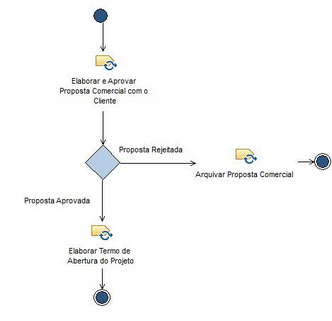 Elaborar e Aprovar
Proposta Comercial com o
Cliente
Proposta Rejeitada
Arquivar Proposta Comercial
Proposta Aprovada
Elaborar Termo de
Abertura do Projeto